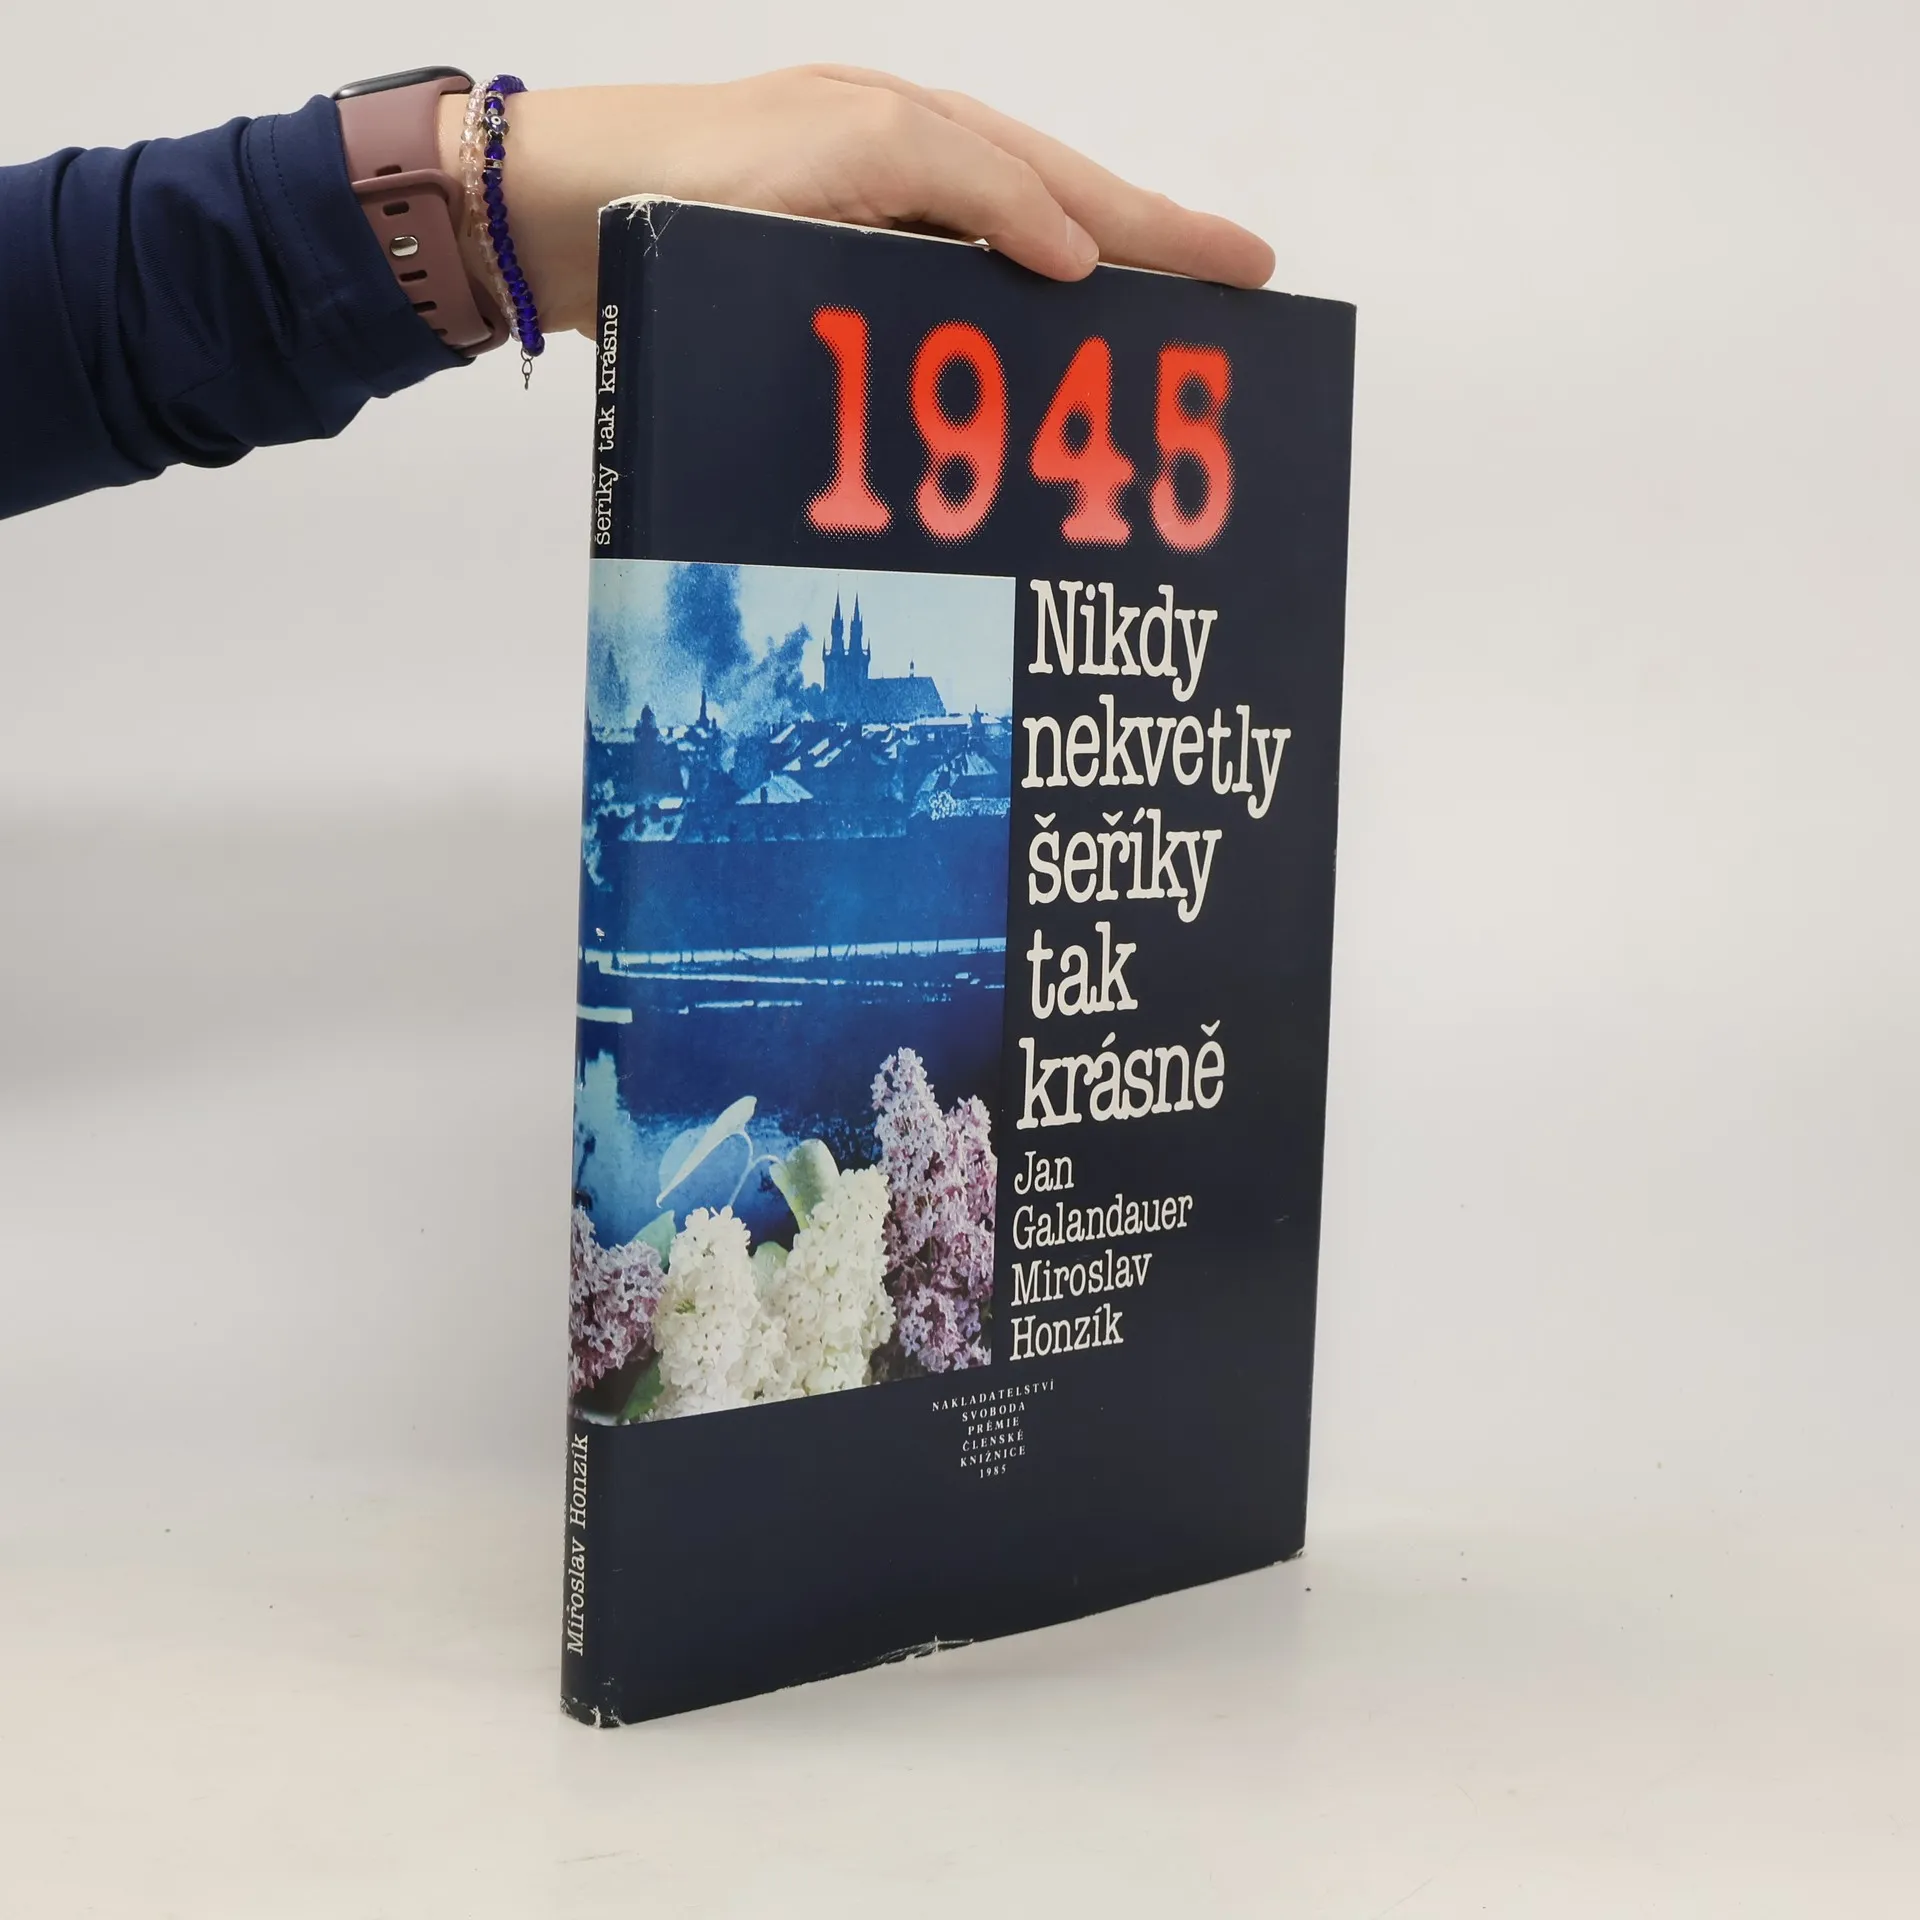 1945
Nikdy
nekvetly
šeříky
tak
krásně
Jan
Galandauer
Miroslav
Honzík
NAKLADATELSTVÍ
SVOBODA
PRÉMIE
ČLENSKÉ
KNIŽNICE
1985
šeříky tak krásně
Miroslav Honzík